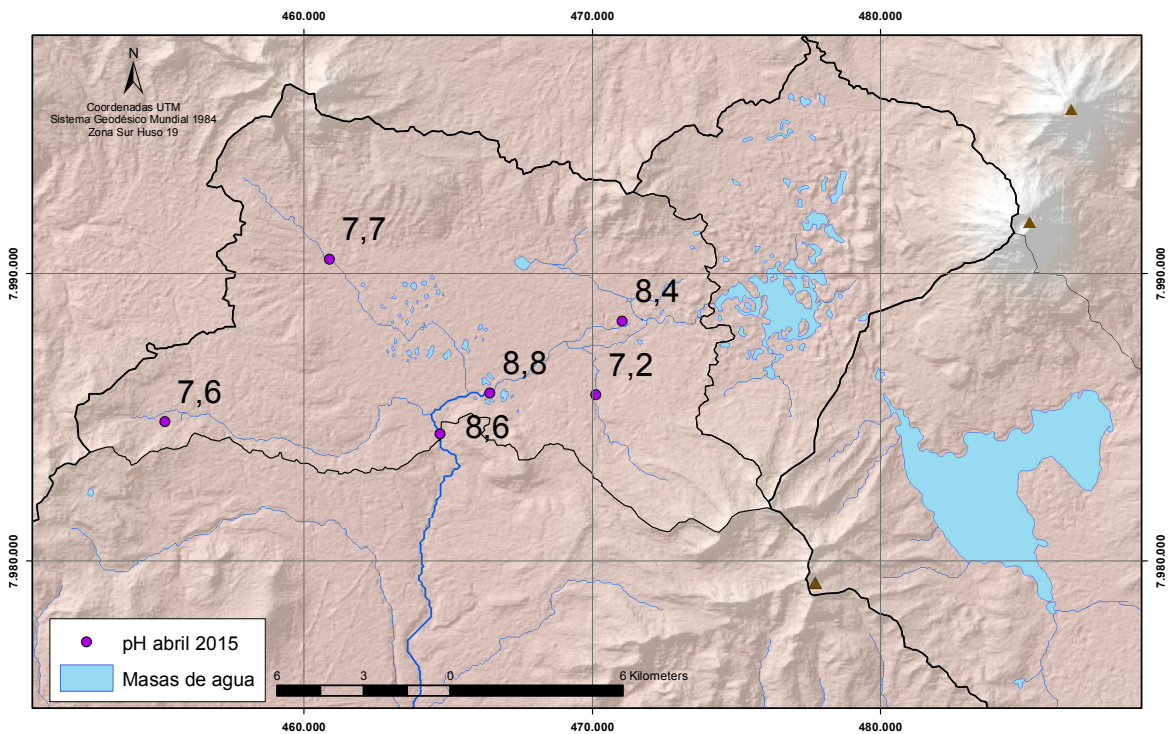 460.000 470.000 480.000
N
Coordenadas UTM
Sistema Geodésico Mundial 1984
Zona Sur Huso 19
7,7
7.990.000 7.990.000
8,4
8,8 7,2
7,6
8,6
7.980.000 7.980.000
pH abril 2015
Masas de agua
6 3 0 6 Kilometers
460.000 470.000 480.000